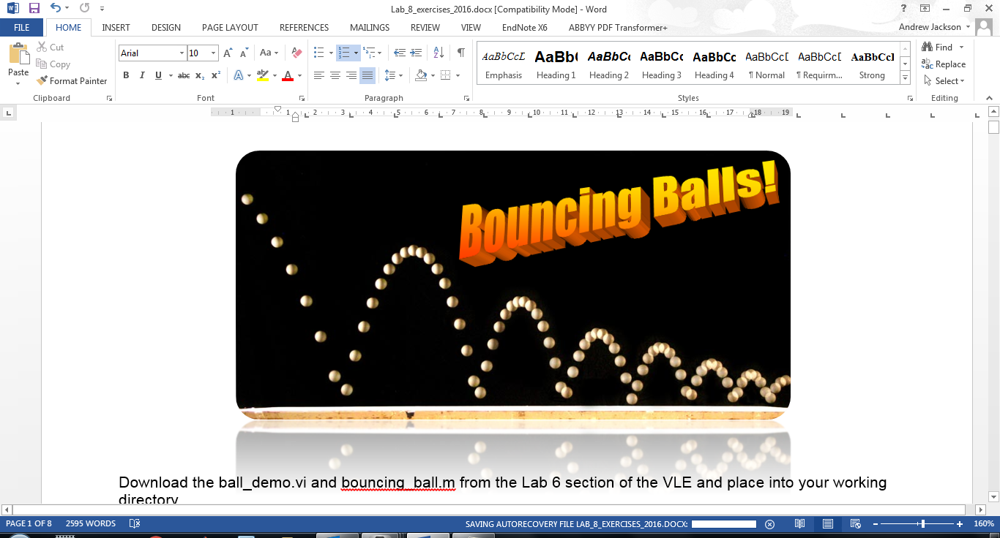 Lab_8_exercises_2016.docx [Compatibility Mode] - Word
FILE HOME INSERT DESIGN PAGE LAYOUT REFERENCES MAILINGS REVIEW VIEW EndNote X6 ABBYY PDF Transformer+ Andrew Jackson
Paste
Cut
Copy
Format Painter
Clipboard
Arial 10
Font
Paragraph
AaBbCcL AaBb( AaBbCc AaBbCc AaBbCc AaBbCcI AaBbCcD AaBbCcI
Emphasis Heading 1 Heading 2 Heading 3 Heading 4 ¶ Normal ¶ Requirm... Strong
Styles
Find
Replace
Select
Editing
1 1 2 3 4 5 6 7 8 9 10 11 12 13 14 15 16 17 18 19
Bouncing Balls!
Download the ball_demo.vi and bouncing_ball.m from the Lab 6 section of the VLE and place into your working
directory
PAGE 1 OF 8 2595 WORDS SAVING AUTORECOVERY FILE LAB_8_EXERCISES_2016.DOCX: 160%